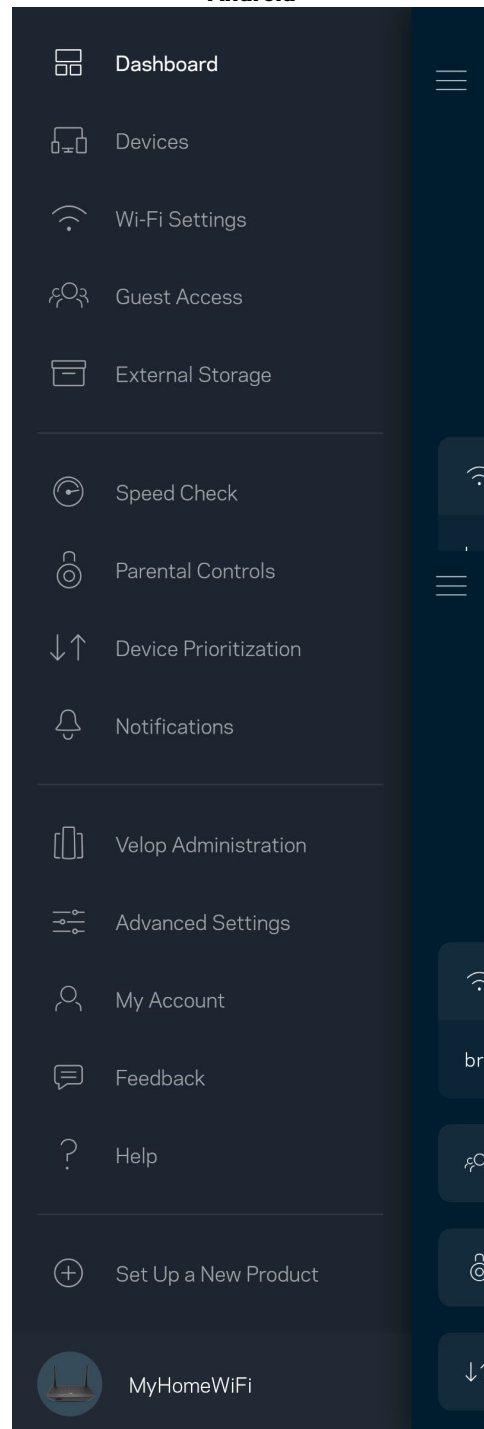 Dashboard
Devices
Wi-Fi Settings
Guest Access
External Storage
Speed Check
Parental Controls
Device Prioritization
Notifications
Velop Administration
Advanced Settings
My Account
br
Feedback
Help
Set Up a New Product
MyHomeWiFi